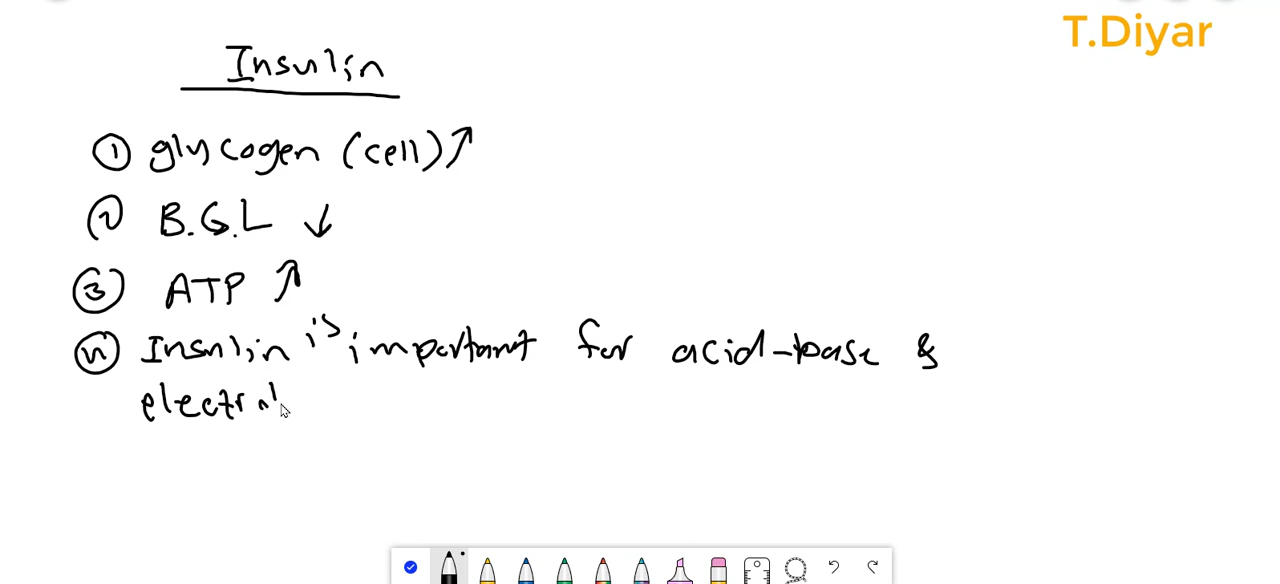 T.Diyar
Insulin
① glycogen (cell) ↑
② B.G.L ↓
③ ATP ↑
④ Insulin is important for acid-base &
electrol